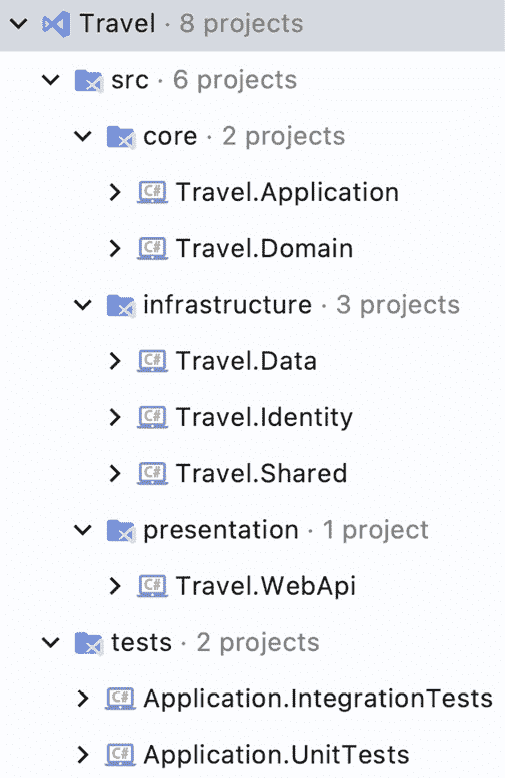 Travel · 8 projects
src · 6 projects
core · 2 projects
C# Travel.Application
C# Travel.Domain
infrastructure · 3 projects
C# Travel.Data
C# Travel.Identity
C# Travel.Shared
presentation · 1 project
C# Travel.WebApi
tests · 2 projects
C# Application.IntegrationTests
C# Application.UnitTests